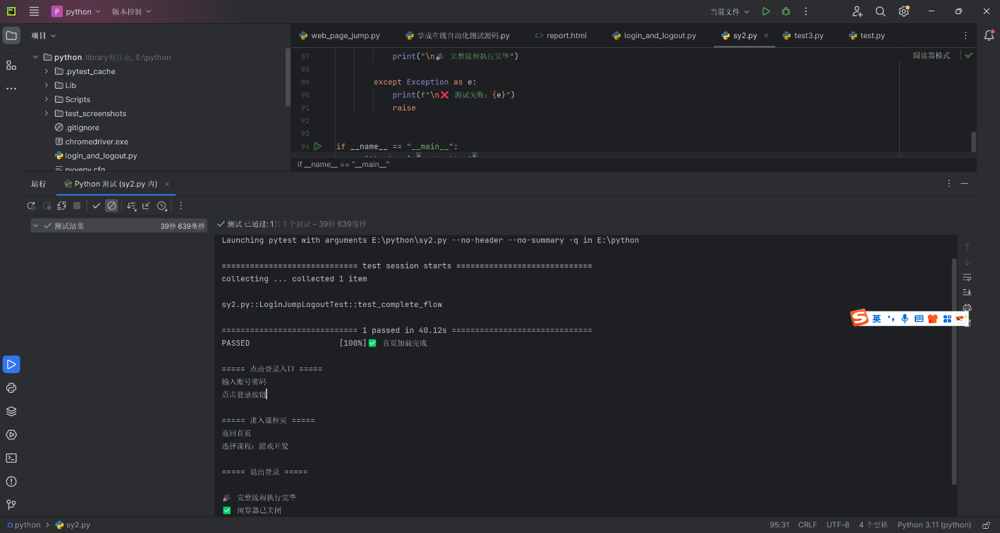 P python 版本控制 当前文件
项目
python library根目录, E:\python
.pytest_cache
Lib
Scripts
test_screenshots
.gitignore
chromedriver.exe
login_and_logout.py
pyvenv.cfg
web_page_jump.py 学成在线自动化测试源码.py report.html login_and_logout.py sy2.py test3.py test.py
阅读器模式
87 print("\n🎉 完整流程执行完毕")
88
89 except Exception as e:
90 print(f"\n❌ 测试失败: {e}")
91 raise
92
93
94 if __name__ == "__main__":
if __name__ == "__main__"
运行 Python 测试 (sy2.py 内)
测试结果 39秒 639毫秒
测试 已通过: 1共 1 个测试 – 39秒 639毫秒
Launching pytest with arguments E:\python\sy2.py --no-header --no-summary -q in E:\python
============================= test session starts =============================
collecting ... collected 1 item
sy2.py::LoginJumpLogoutTest::test_complete_flow
============================= 1 passed in 40.12s ==============================
PASSED [100%]✅ 首页加载完成
===== 点击登录入口 =====
输入账号密码
点击登录按钮
===== 进入课程页 =====
返回首页
选择课程: 游戏开发
===== 退出登录 =====
🎉 完整流程执行完毕
✅ 浏览器已关闭
S 英
python > sy2.py 95:31 CRLF UTF-8 4 个空格 Python 3.11 (python)